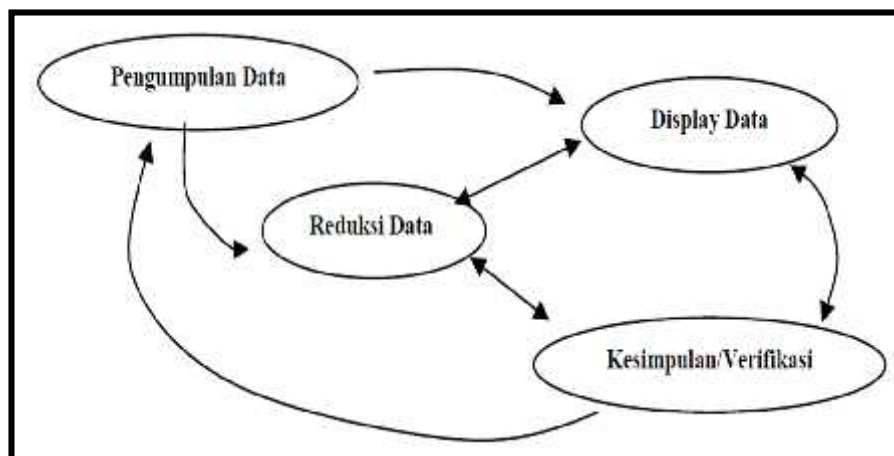 Pengumpulan Data
Display Data
Reduksi Data
Kesimpulan/Verifikasi